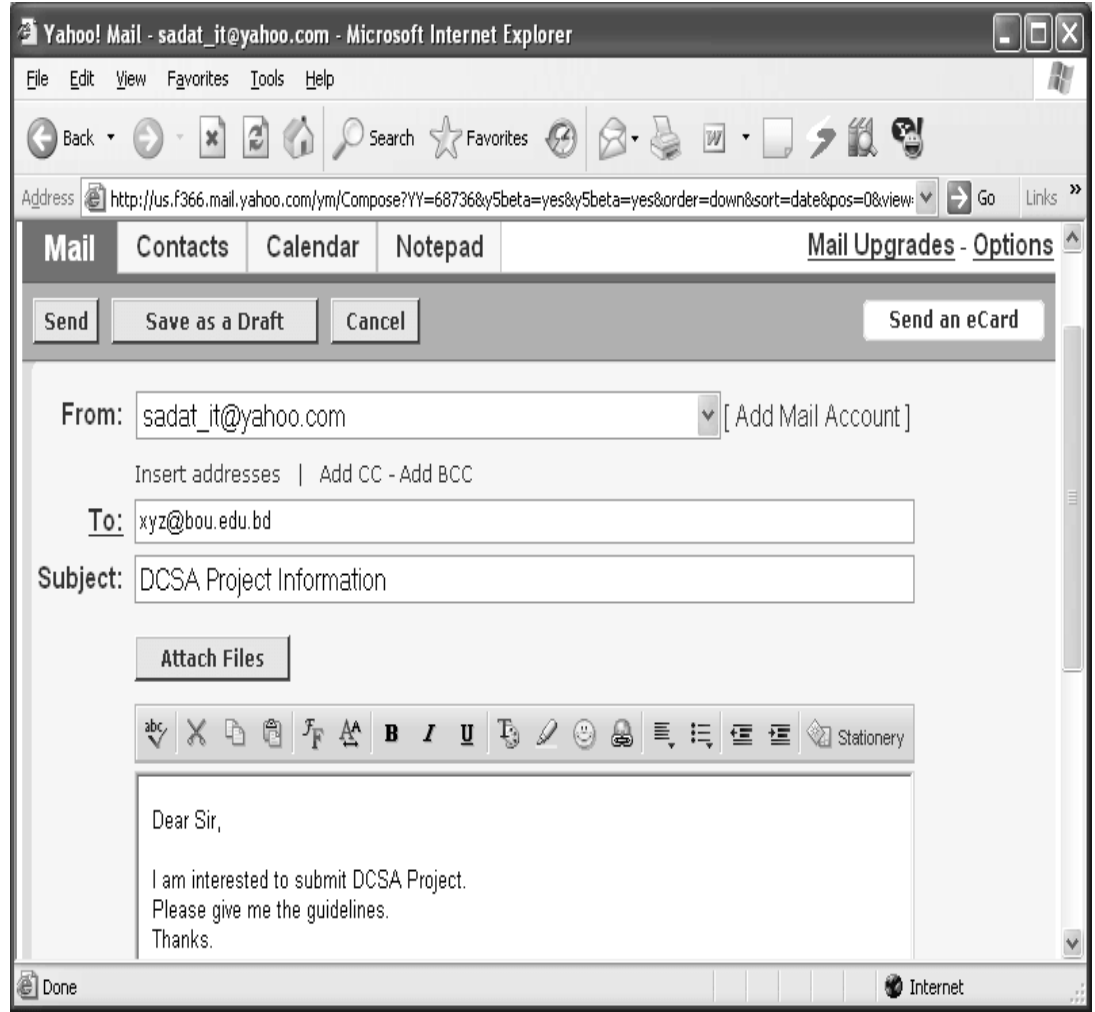 Yahoo! Mail - sadat_it@yahoo.com - Microsoft Internet Explorer
File Edit View Favorites Tools Help
Back Search Favorites
Address http://us.f366.mail.yahoo.com/ym/Compose?YY=68736&y5beta=yes&y5beta=yes&order=down&sort=date&pos=0&view: Go Links »
Mail Contacts Calendar Notepad Mail Upgrades - Options
Send Save as a Draft Cancel Send an eCard
From: sadat_it@yahoo.com [ Add Mail Account ]
Insert addresses | Add CC - Add BCC
To: xyz@bou.edu.bd
Subject: DCSA Project Information
Attach Files
abc B I U Stationery
Dear Sir,
I am interested to submit DCSA Project.
Please give me the guidelines.
Thanks.
Done Internet